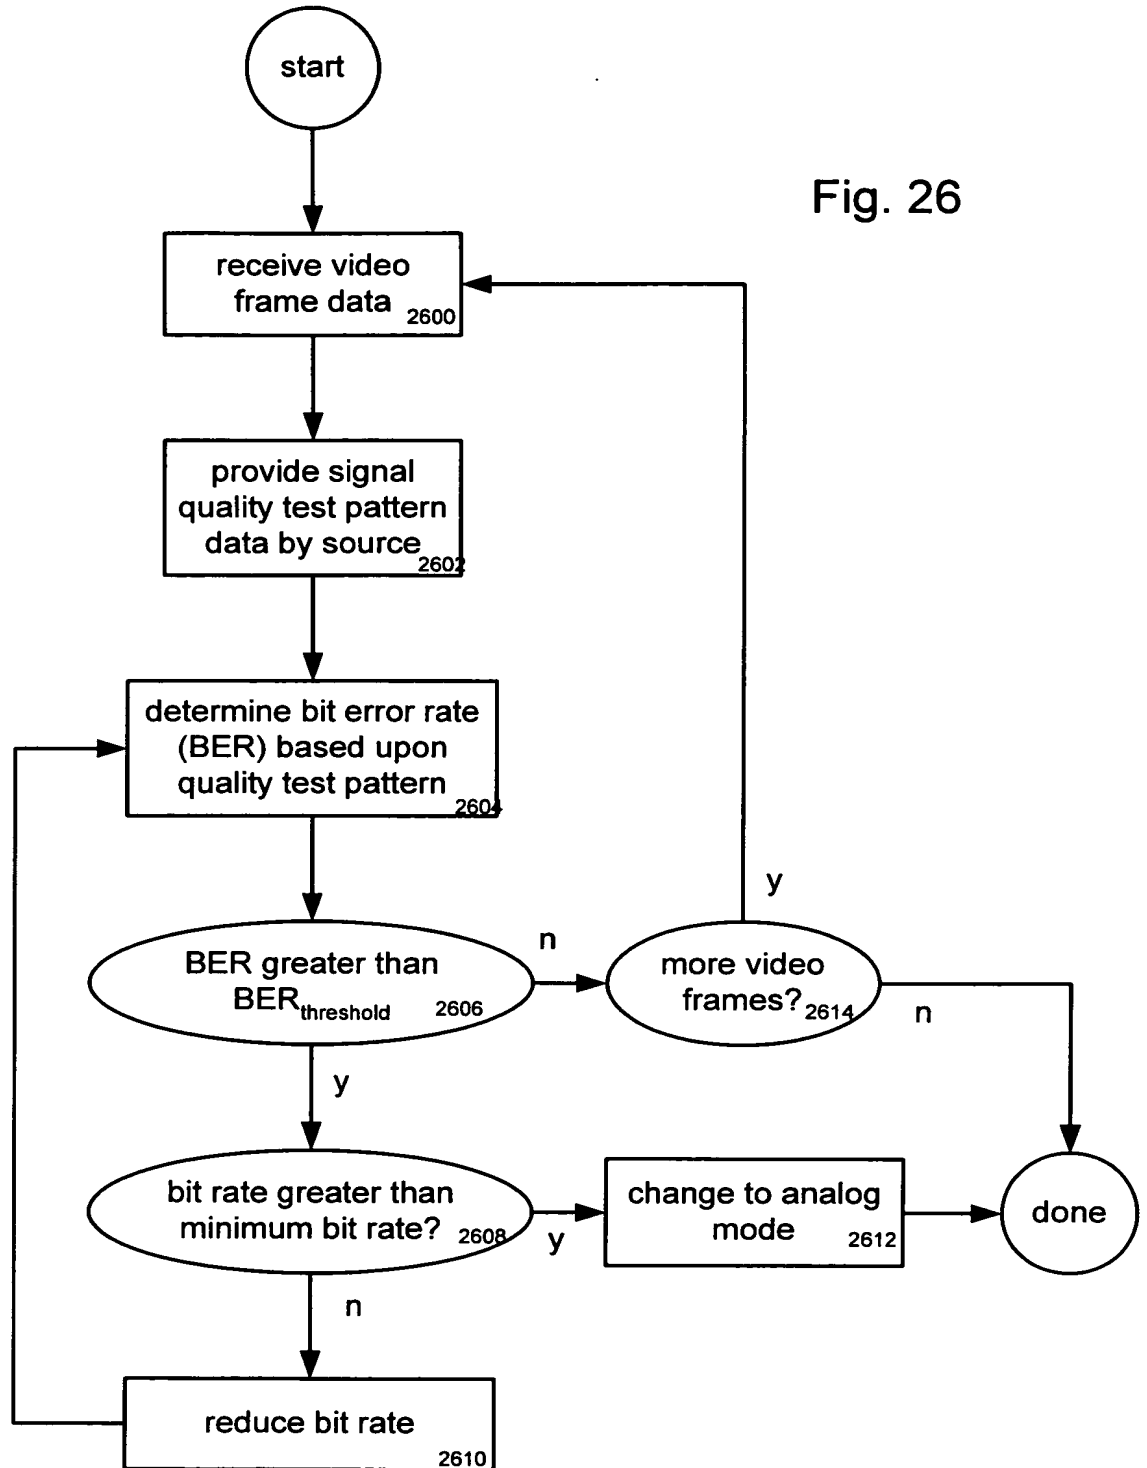 start
Fig. 26
receive video
frame data
2600
provide signal
quality test pattern
data by source
2602
determine bit error rate
(BER) based upon
quality test pattern
2604
y
n
BER greater than
BERthreshold
2606
more video
frames?
2614
n
y
bit rate greater than
minimum bit rate?
2608
y
change to analog
mode
2612
done
n
reduce bit rate
2610